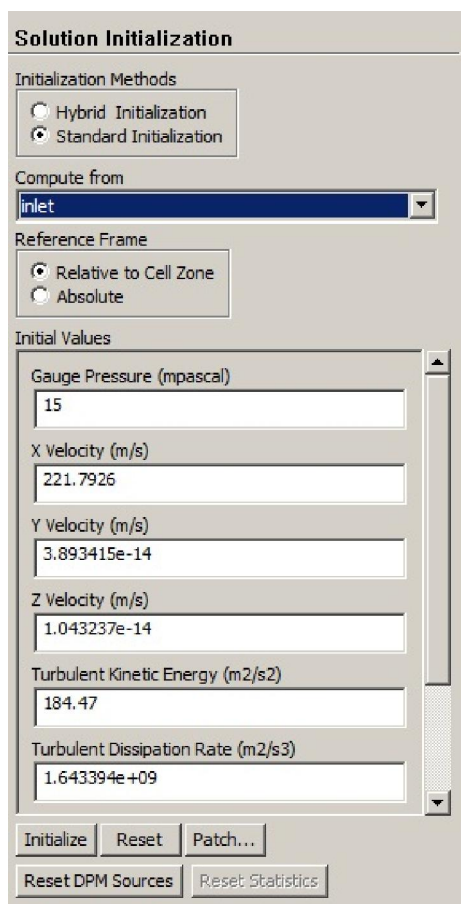 Solution Initialization
Initialization Methods
Hybrid Initialization
Standard Initialization
Compute from
inlet
Reference Frame
Relative to Cell Zone
Absolute
Initial Values
Gauge Pressure (mpascal)
15
X Velocity (m/s)
221.7926
Y Velocity (m/s)
3.893415e-14
Z Velocity (m/s)
1.043237e-14
Turbulent Kinetic Energy (m2/s2)
184.47
Turbulent Dissipation Rate (m2/s3)
1.643394e+09
Initialize Reset Patch...
Reset DPM Sources Reset Statistics